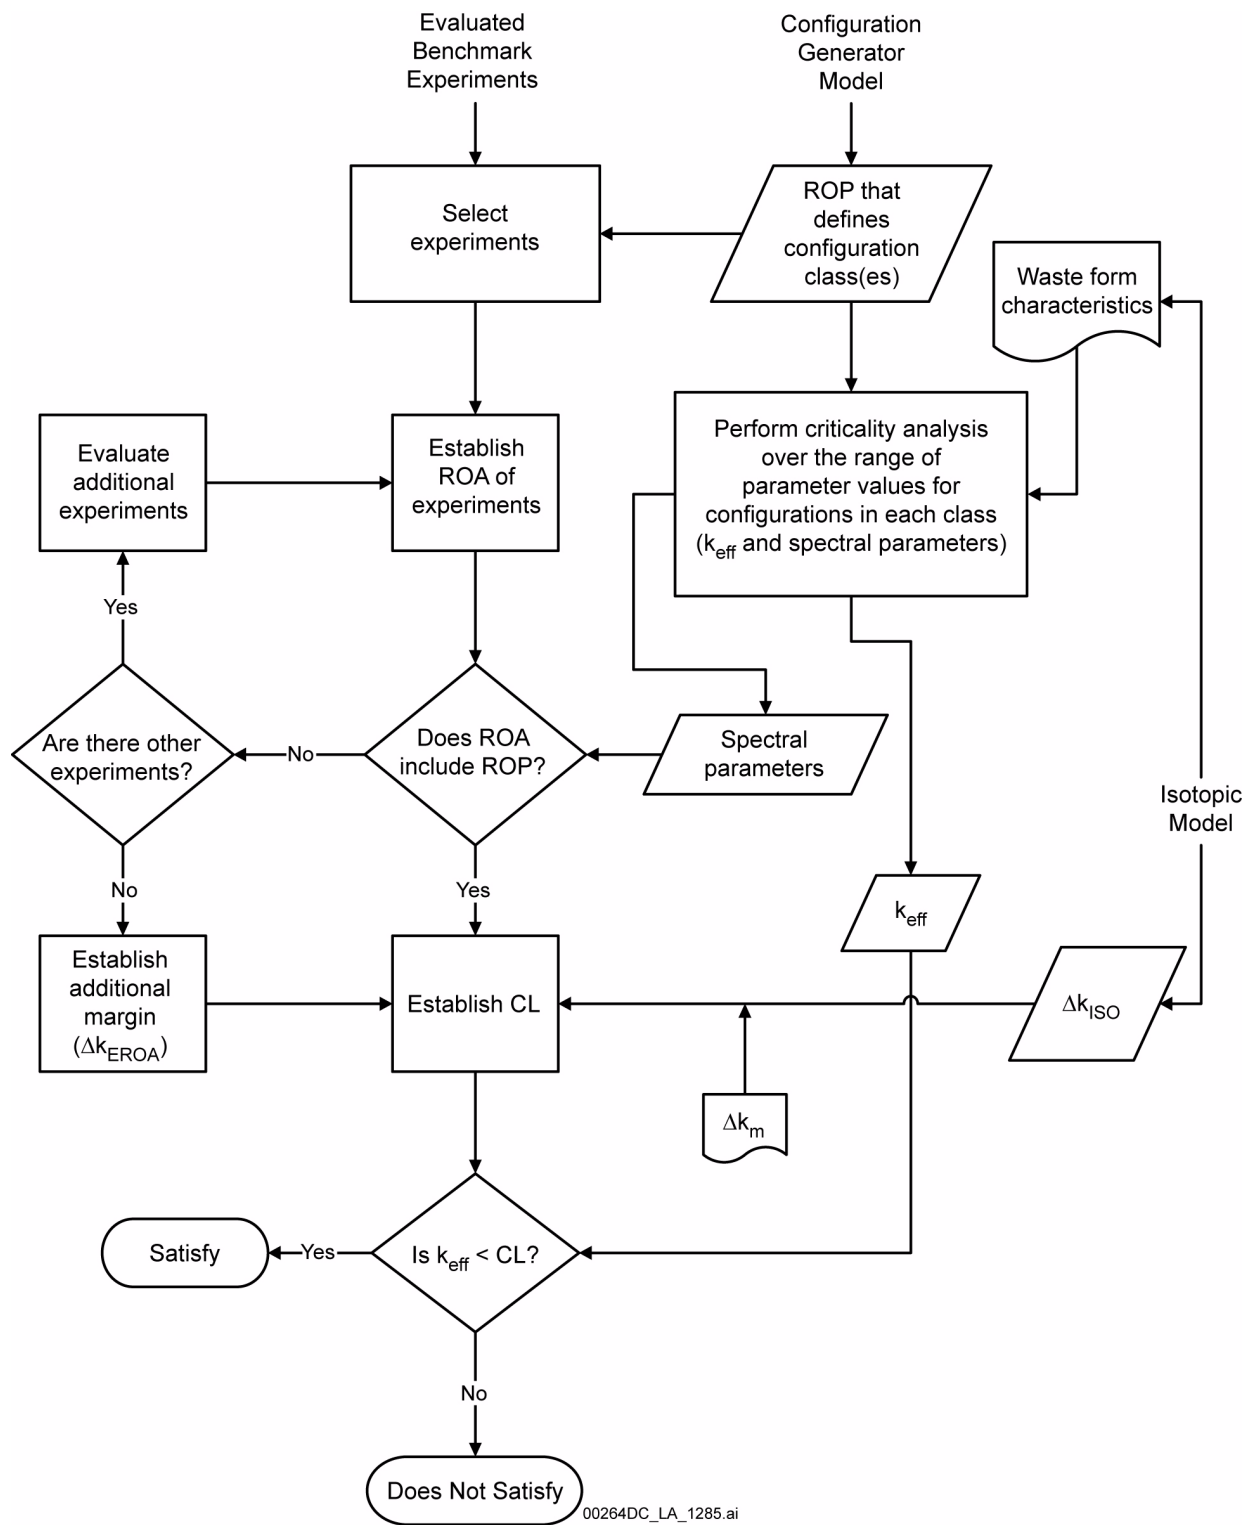 Evaluated
Benchmark
Experiments
Configuration
Generator
Model
Select
experiments
ROP that
defines
configuration
class(es)
Waste form
characteristics
Evaluate
additional
experiments
Establish
ROA of
experiments
Perform criticality analysis
over the range of
parameter values for
configurations in each class
(keff and spectral parameters)
Yes
Are there other
experiments?
No
Does ROA
include ROP?
Spectral
parameters
Isotopic
Model
No
Yes
keff
Establish
additional
margin
(ΔkEROA)
Establish CL
ΔkISO
Δkm
Satisfy
Yes
Is keff < CL?
No
Does Not Satisfy
00264DC_LA_1285.ai